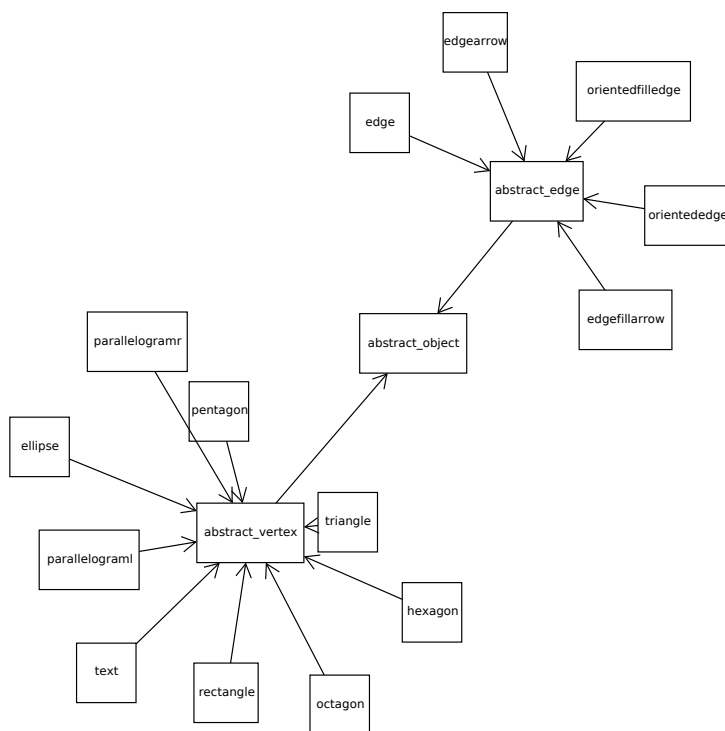 edgearrow
orientedfilledge
edge
abstract_edge
orientededge
edgefillarrow
abstract_object
parallelogramr
pentagon
ellipse
triangle
abstract_vertex
parallelograml
hexagon
text
rectangle
octagon